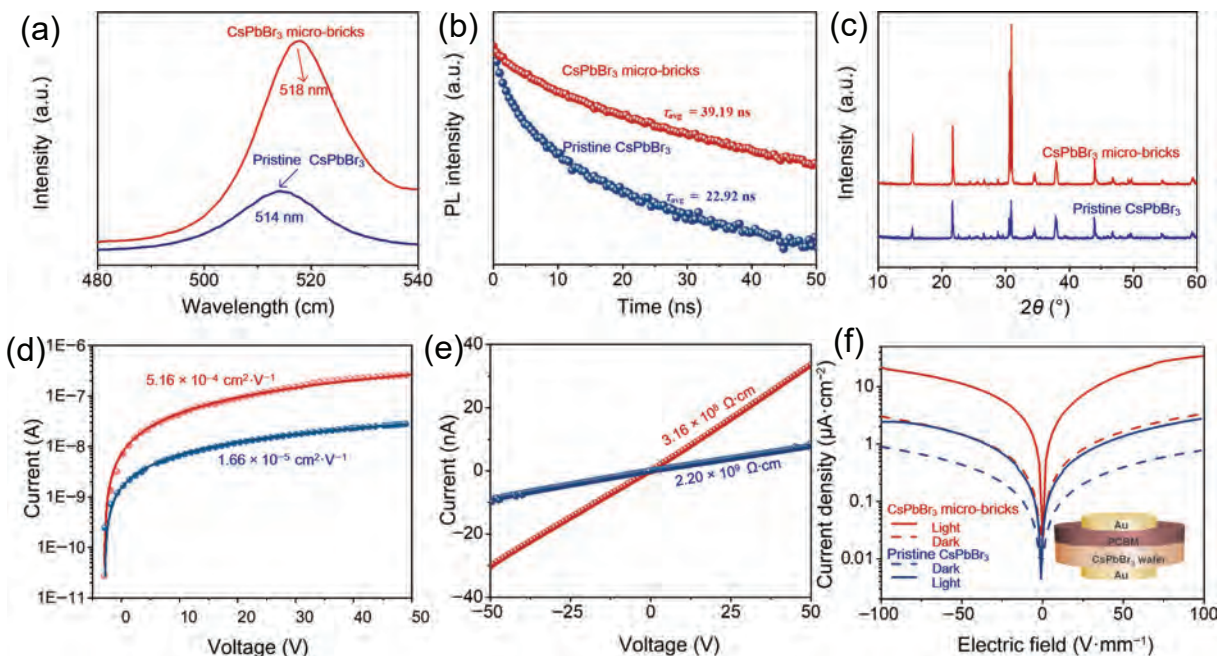 (a)
CsPbBr₃ micro-bricks
518 nm
Pristine CsPbBr₃
514 nm
Intensity (a.u.)
480 500 520 540
Wavelength (cm)
(b)
CsPbBr₃ micro-bricks
τavg = 39.19 ns
Pristine CsPbBr₃
τavg = 22.92 ns
PL intensity (a.u.)
0 10 20 30 40 50
Time (ns)
(c)
CsPbBr₃ micro-bricks
Pristine CsPbBr₃
Intensity (a.u.)
10 20 30 40 50 60
2θ (°)
(d)
1E−6
1E−7
1E−8
1E−9
1E−10
1E−11
5.16 × 10⁻⁴ cm²·V⁻¹
1.66 × 10⁻⁵ cm²·V⁻¹
Current (A)
0 10 20 30 40 50
Voltage (V)
(e)
40
20
0
−20
−40
3.16 × 10⁸ Ω·cm
2.20 × 10⁹ Ω·cm
Current (nA)
−50 −25 0 25 50
Voltage (V)
(f)
10
1
0.1
0.01
Current density (μA·cm⁻²)
CsPbBr₃ micro-bricks
Light
Dark
Pristine CsPbBr₃
Dark
Light
Au
PCBM
CsPbBr₃ wafer
Au
−100 −50 0 50 100
Electric field (V·mm⁻¹)